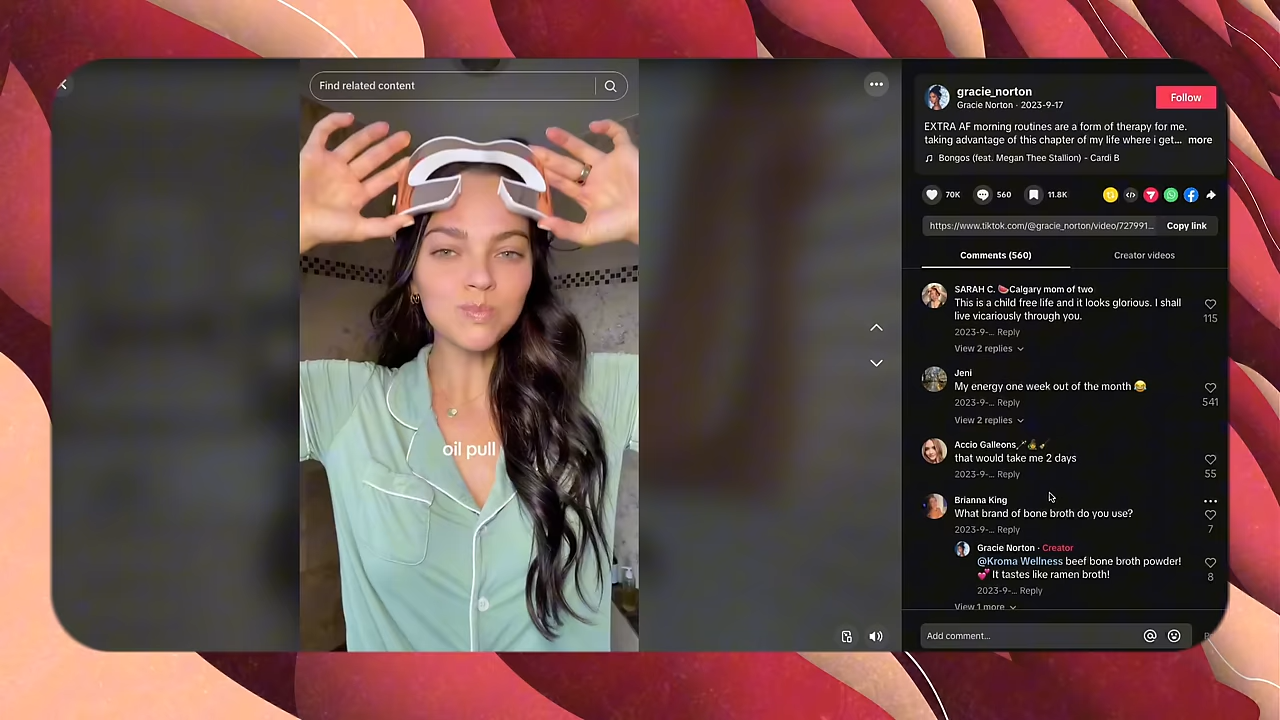 Find related content
oil pull
gracie_norton
Gracie Norton · 2023-9-17
Follow
EXTRA AF morning routines are a form of therapy for me.
taking advantage of this chapter of my life where i get... more
Bongos (feat. Megan Thee Stallion) - Cardi B
70K
560
11.8K
https://www.tiktok.com/@gracie_norton/video/727991...
Copy link
Comments (560)
Creator videos
SARAH C. 🍉Calgary mom of two
This is a child free life and it looks glorious. I shall
live vicariously through you.
115
2023-9-... Reply
View 2 replies
Jeni
My energy one week out of the month 😂
541
2023-9-... Reply
View 2 replies
Accio Galleons
that would take me 2 days
55
2023-9-... Reply
Brianna King
What brand of bone broth do you use?
7
2023-9-... Reply
Gracie Norton · Creator
@Kroma Wellness beef bone broth powder!
💕 It tastes like ramen broth!
8
2023-9-... Reply
View 1 more
Add comment...